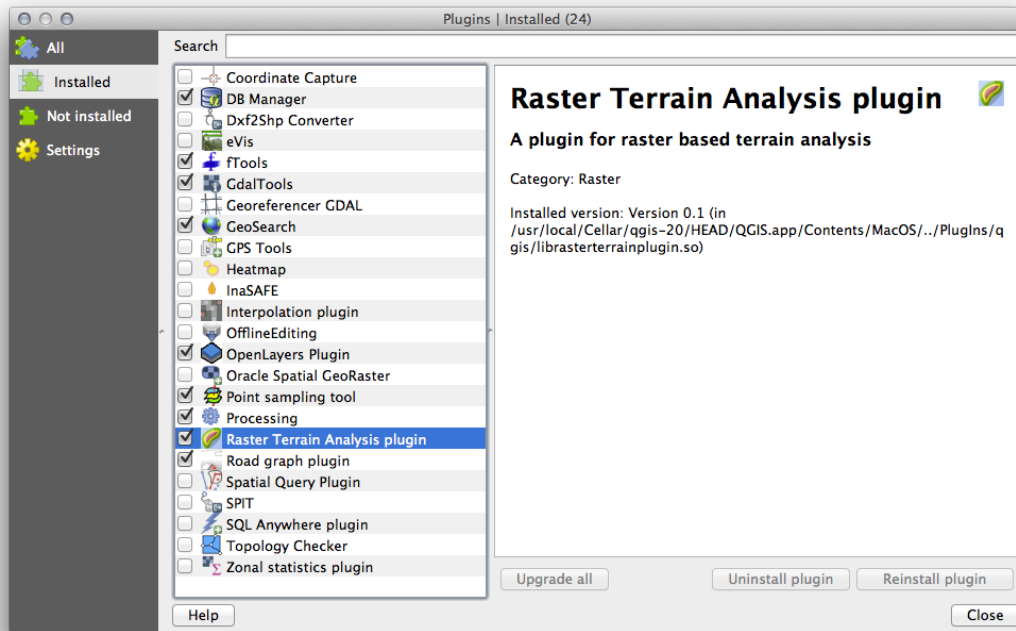 Plugins | Installed (24)
All
Installed
Not installed
Settings
Search
Coordinate Capture
DB Manager
Dxf2Shp Converter
eVis
fTools
GdalTools
Georeferencer GDAL
GeoSearch
GPS Tools
Heatmap
InaSAFE
Interpolation plugin
OfflineEditing
OpenLayers Plugin
Oracle Spatial GeoRaster
Point sampling tool
Processing
Raster Terrain Analysis plugin
Road graph plugin
Spatial Query Plugin
SPIT
SQL Anywhere plugin
Topology Checker
Zonal statistics plugin
Raster Terrain Analysis plugin
A plugin for raster based terrain analysis
Category: Raster
Installed version: Version 0.1 (in
/usr/local/Cellar/qgis-20/HEAD/QGIS.app/Contents/MacOS/../PlugIns/q
gis/librasterterrainplugin.so)
Upgrade all
Uninstall plugin
Reinstall plugin
Help
Close